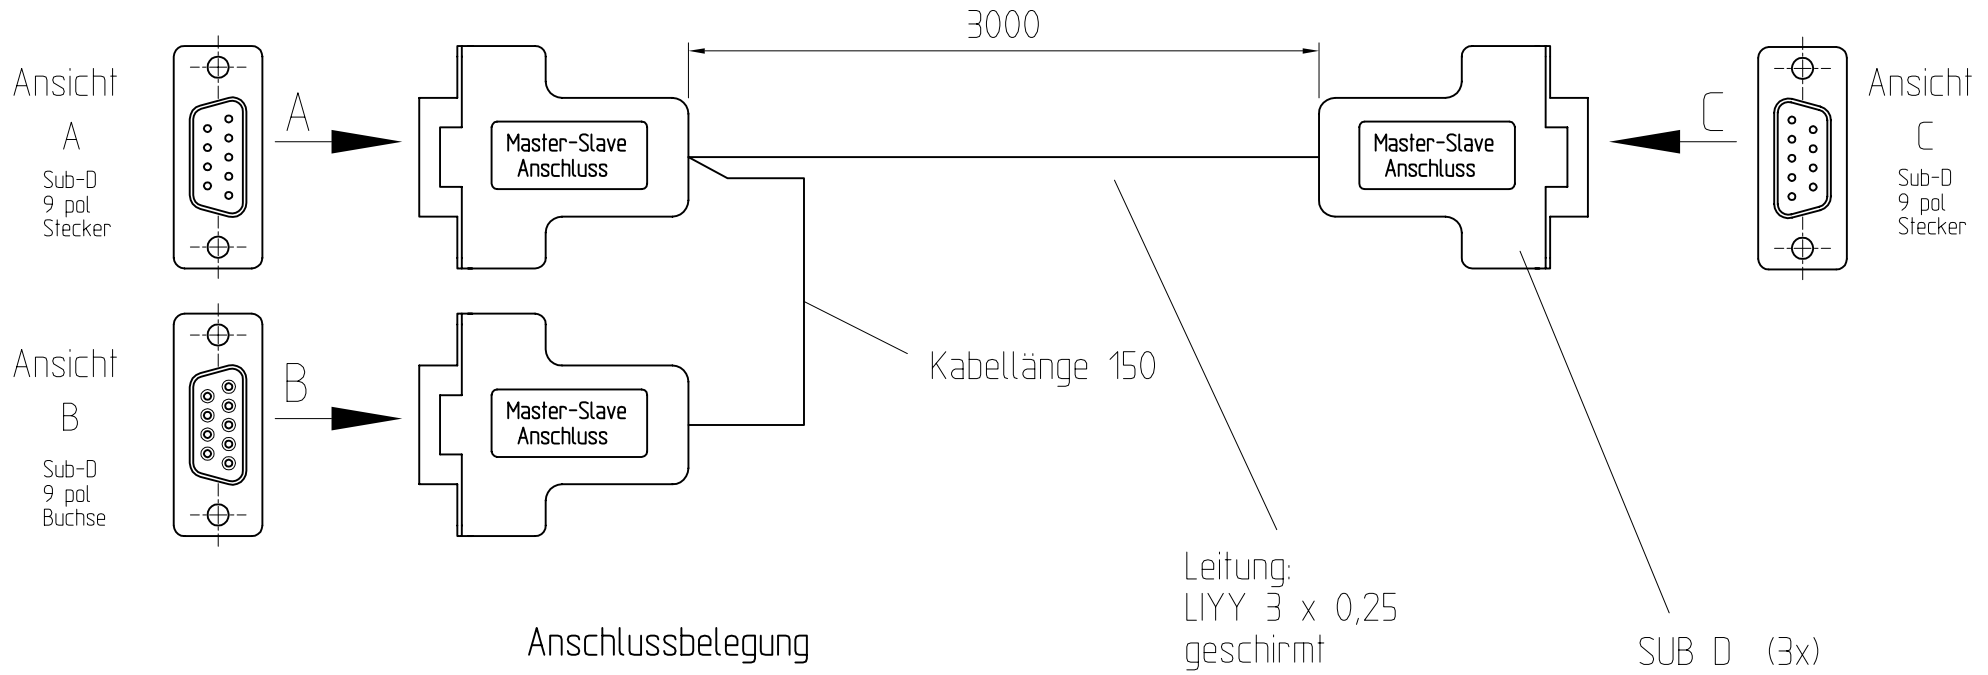 3000
Ansicht
A
Sub-D
9 pol
Stecker
A
Master-Slave
Anschluss
Master-Slave
Anschluss
C
Ansicht
C
Sub-D
9 pol
Stecker
Ansicht
B
Sub-D
9 pol
Buchse
B
Master-Slave
Anschluss
Kabellänge 150
Leitung:
LIYY 3 x 0,25
geschirmt
SUB D (3x)
Anschlussbelegung